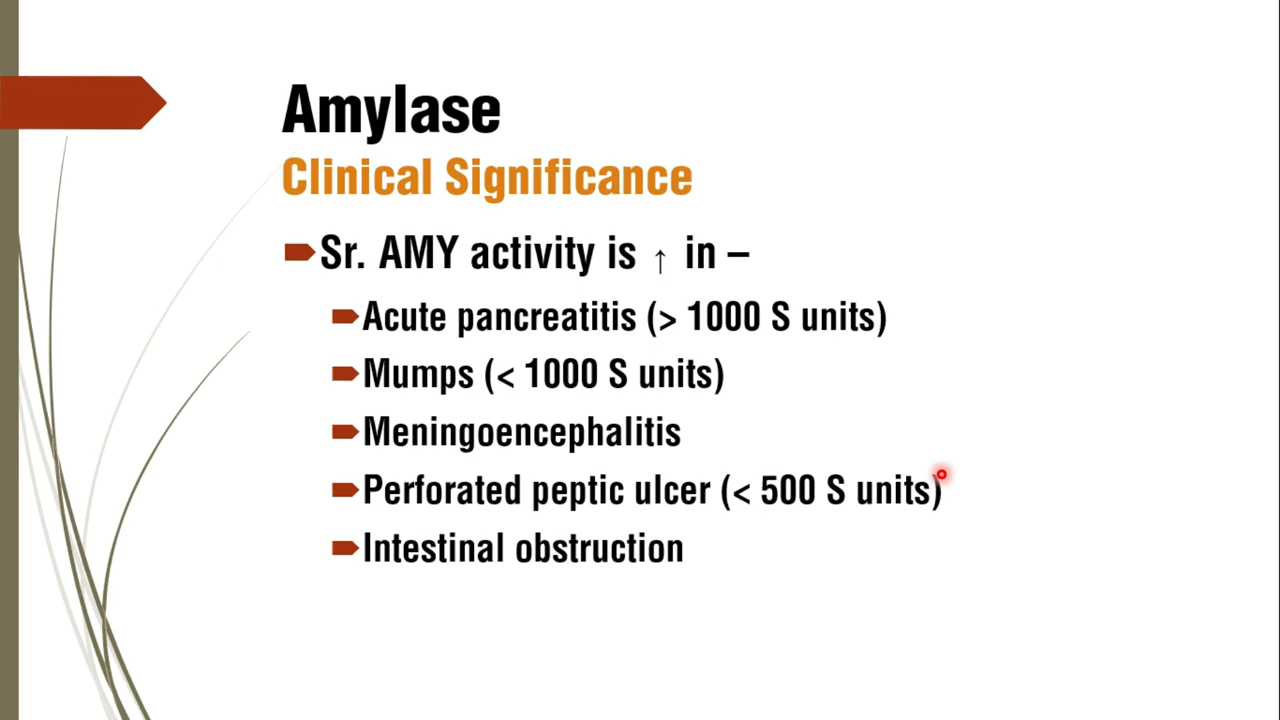 Amylase
Clinical Significance
Sr. AMY activity is ↑ in –
Acute pancreatitis (> 1000 S units)
Mumps (< 1000 S units)
Meningoencephalitis
Perforated peptic ulcer (< 500 S units)
Intestinal obstruction